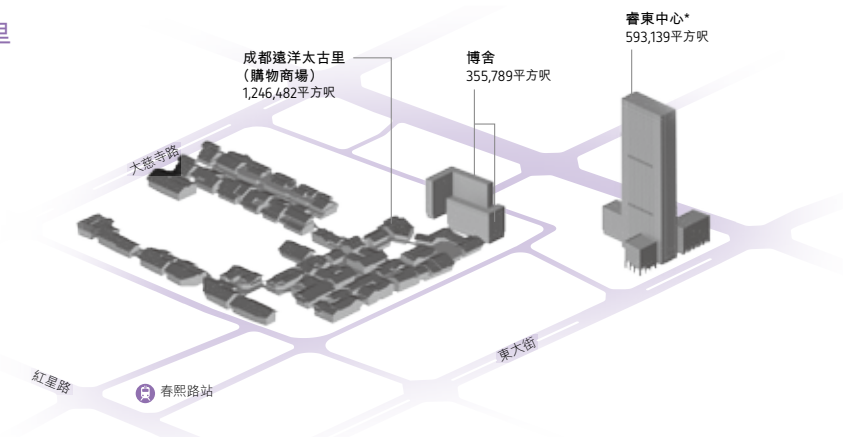 里
睿東中心*
593,139平方呎
成都遠洋太古里
（購物商場）
1,246,482平方呎
博舍
355,789平方呎
大慈寺路
東大街
紅星路
春熙路站